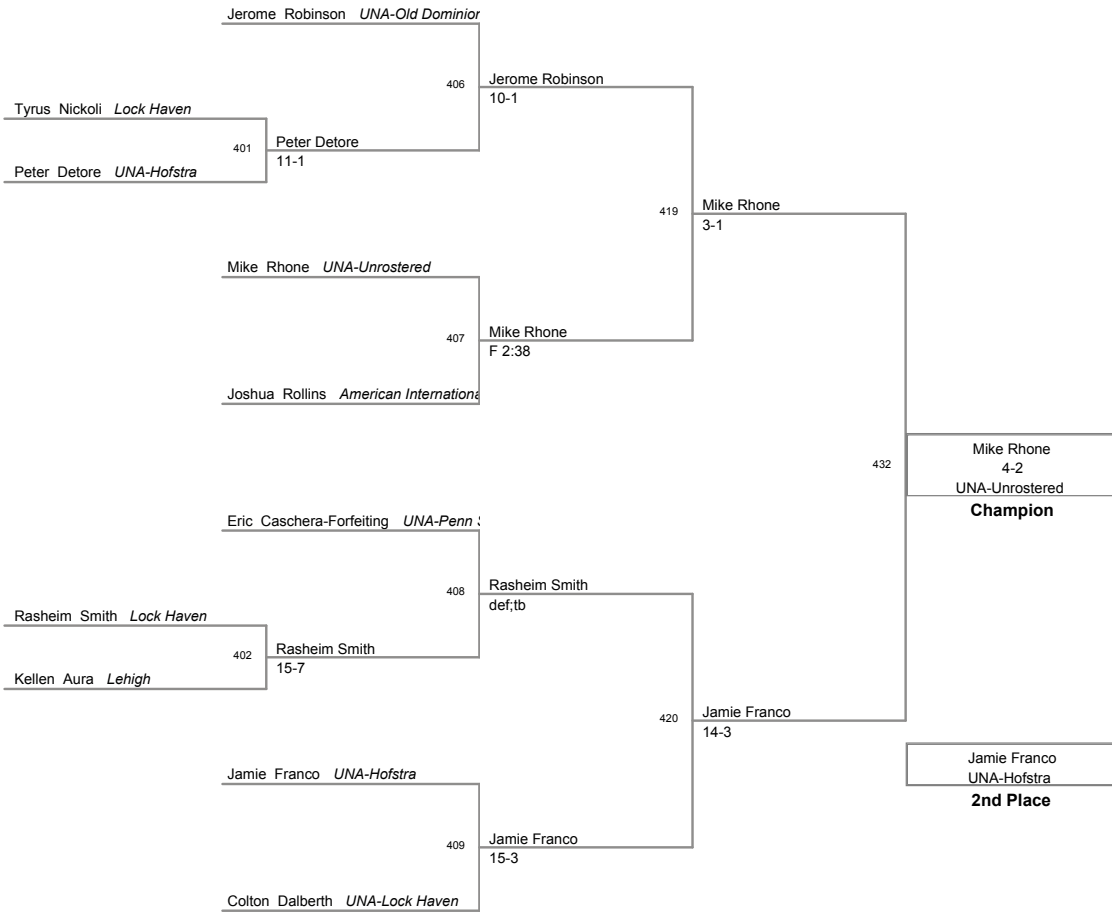 Jerome Robinson UNA-Old Dominion
406 Jerome Robinson
10-1
Tyrus Nickoli Lock Haven
401 Peter Detore
11-1
Peter Detore UNA-Hofstra
419 Mike Rhone
3-1
Mike Rhone UNA-Unrostered
407 Mike Rhone
F 2:38
Joshua Rollins American Internationa
432 Mike Rhone
4-2
UNA-Unrostered
Champion
Eric Caschera-Forfeiting UNA-Penn
408 Rasheim Smith
def;tb
Rasheim Smith Lock Haven
402 Rasheim Smith
15-7
Kellen Aura Lehigh
420 Jamie Franco
14-3
Jamie Franco UNA-Hofstra
2nd Place
Jamie Franco UNA-Hofstra
409 Jamie Franco
15-3
Colton Dalberth UNA-Lock Haven